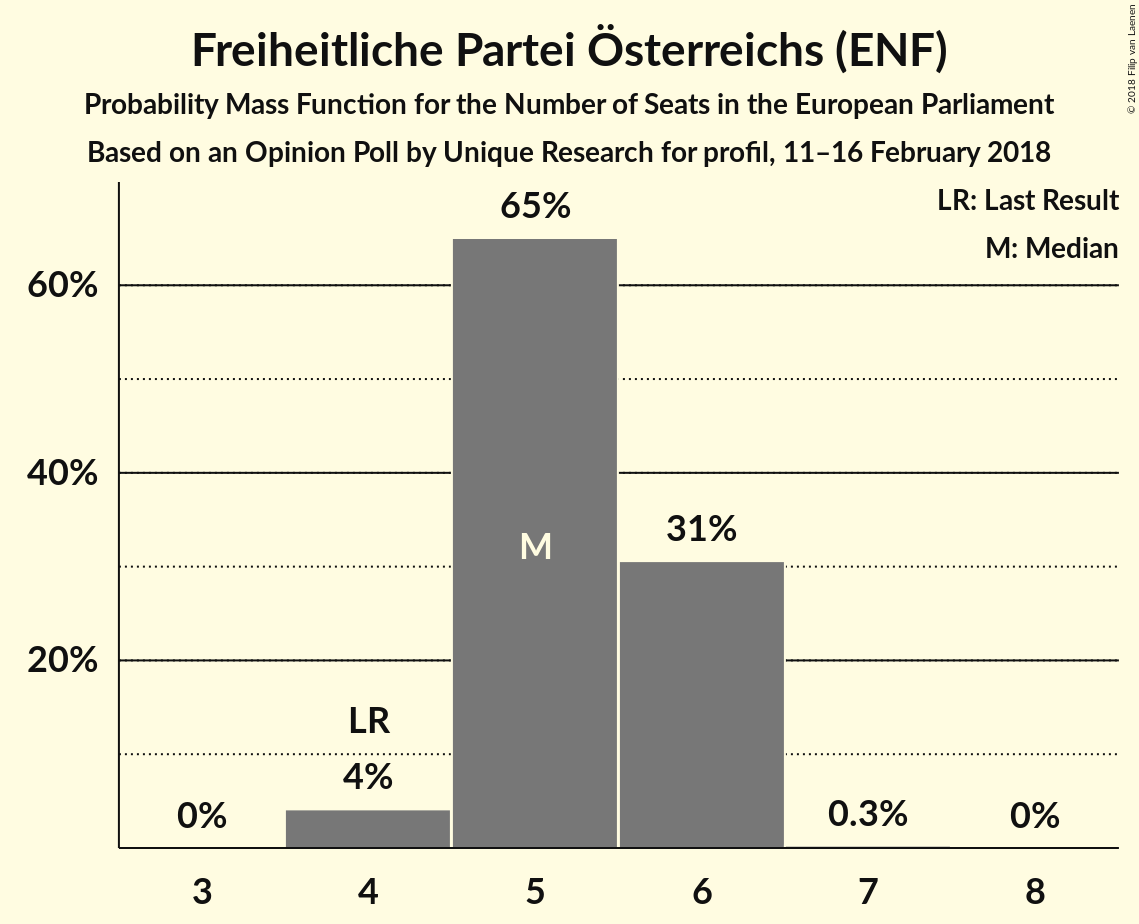 Freiheitliche Partei Österreichs (ENF)
Probability Mass Function for the Number of Seats in the European Parliament
Based on an Opinion Poll by Unique Research for profil, 11–16 February 2018
© 2018 Filip van Laenen
LR: Last Result
M: Median
65%
60%
40%
M
31%
20%
LR
4%
0%
0.3%
0%
3 4 5 6 7 8